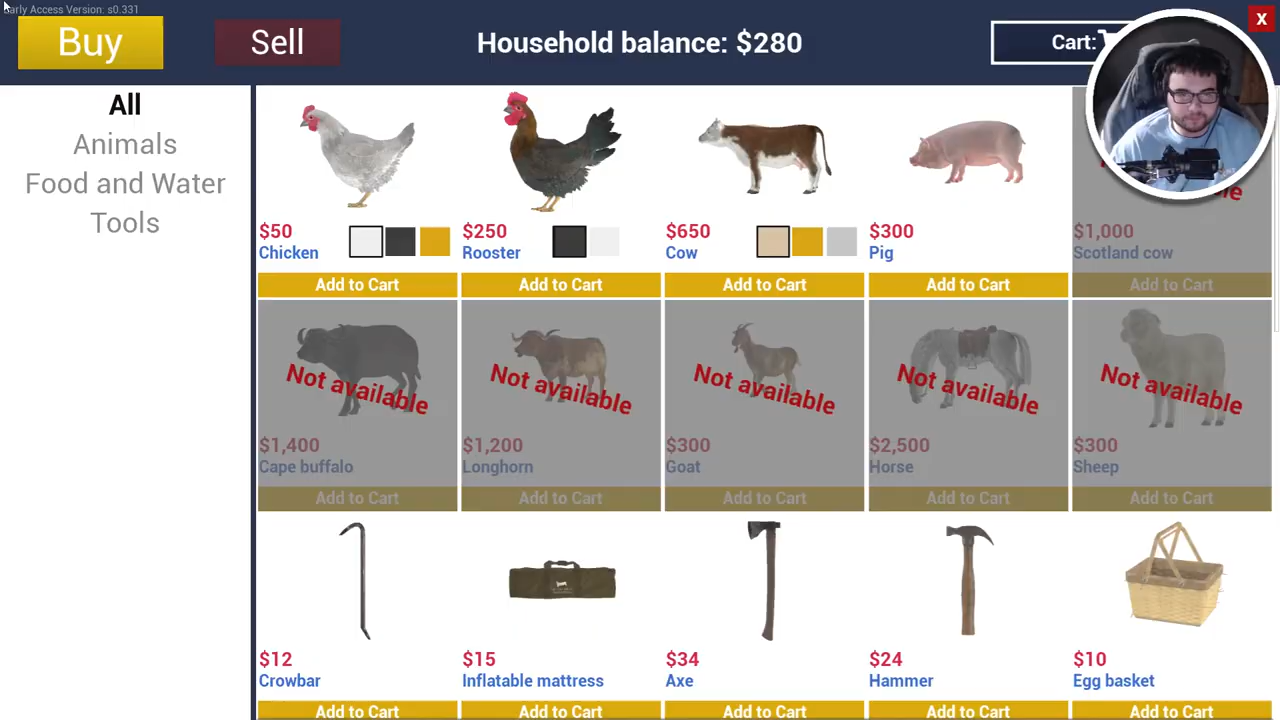 Early Access Version: s0.331
Buy
Sell
Household balance: $280
Cart:
X
All
Animals
Food and Water
Tools
$50
Chicken
Add to Cart
$250
Rooster
Add to Cart
$650
Cow
Add to Cart
$300
Pig
Add to Cart
$1,000
Scotland cow
Add to Cart
Not available
$1,400
Cape buffalo
Add to Cart
Not available
$1,200
Longhorn
Add to Cart
Not available
$300
Goat
Add to Cart
Not available
$2,500
Horse
Add to Cart
Not available
$300
Sheep
Add to Cart
$12
Crowbar
Add to Cart
$15
Inflatable mattress
Add to Cart
$34
Axe
Add to Cart
$24
Hammer
Add to Cart
$10
Egg basket
Add to Cart